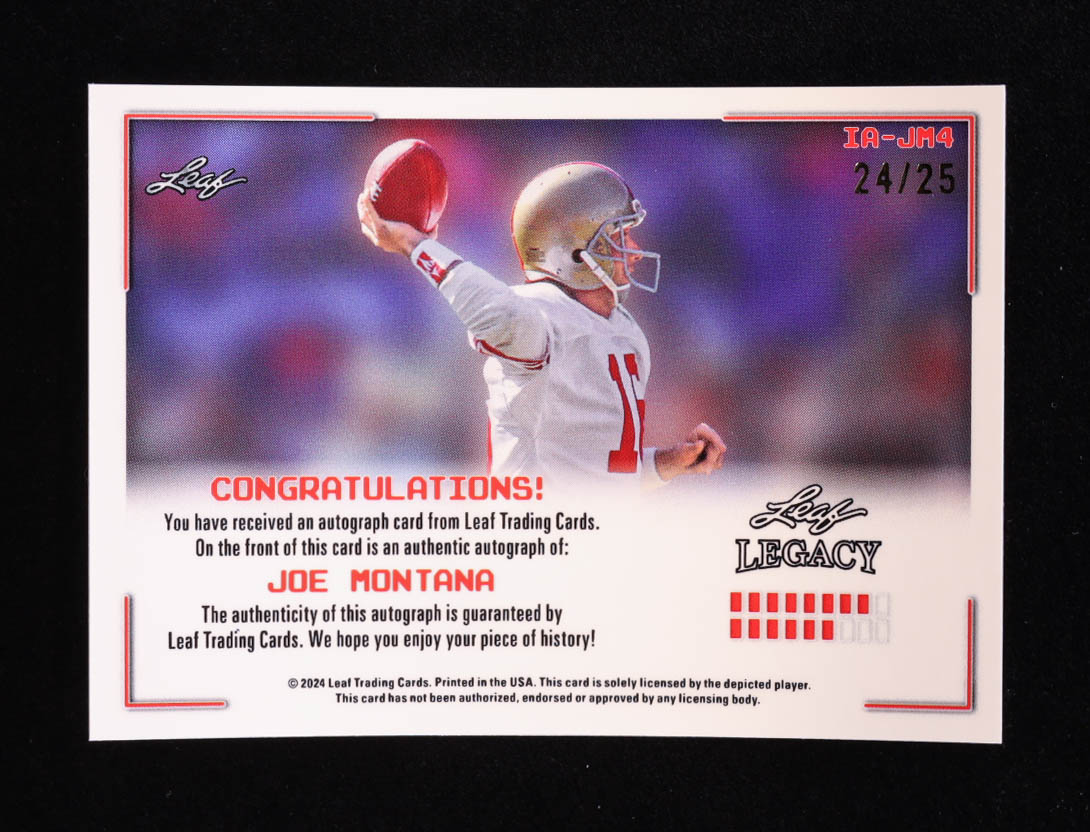 Leaf
IA-JM4
24/25
CONGRATULATIONS!
You have received an autograph card from Leaf Trading Cards.
On the front of this card is an authentic autograph of:
JOE MONTANA
The authenticity of this autograph is guaranteed by
Leaf Trading Cards. We hope you enjoy your piece of history!
Leaf
LEGACY
© 2024 Leaf Trading Cards. Printed in the USA. This card is solely licensed by the depicted player.
This card has not been authorized, endorsed or approved by any licensing body.